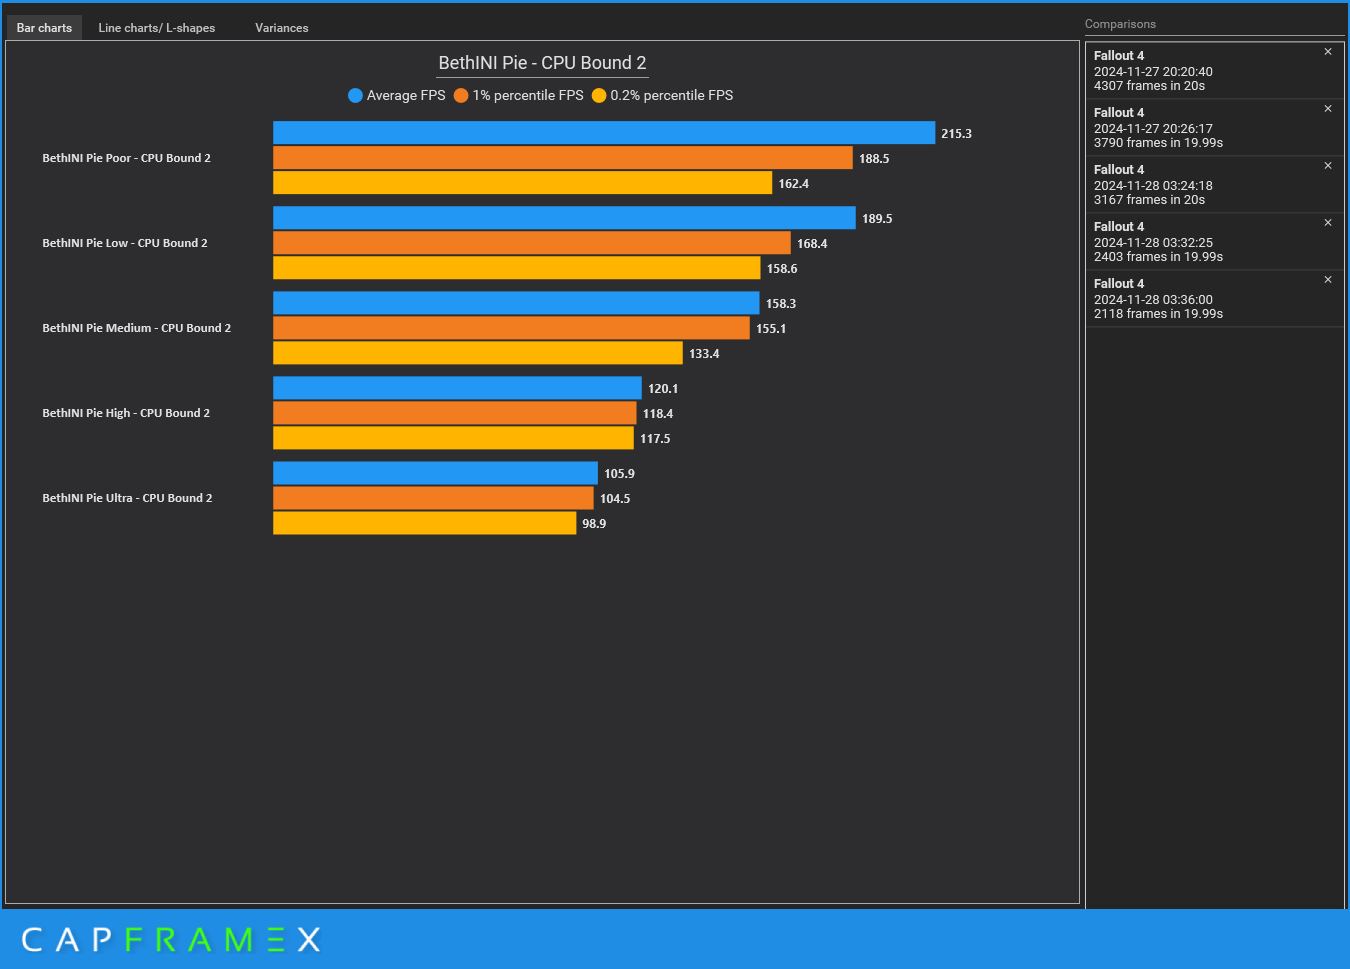 Bar charts Line charts/ L-shapes Variances
Comparisons
BethINI Pie - CPU Bound 2
Average FPS 1% percentile FPS 0.2% percentile FPS
BethINI Pie Poor - CPU Bound 2
215.3
188.5
162.4
BethINI Pie Low - CPU Bound 2
189.5
168.4
158.6
BethINI Pie Medium - CPU Bound 2
158.3
155.1
133.4
BethINI Pie High - CPU Bound 2
120.1
118.4
117.5
BethINI Pie Ultra - CPU Bound 2
105.9
104.5
98.9
Fallout 4
2024-11-27 20:20:40
4307 frames in 20s
Fallout 4
2024-11-27 20:26:17
3790 frames in 19.99s
Fallout 4
2024-11-28 03:24:18
3167 frames in 20s
Fallout 4
2024-11-28 03:32:25
2403 frames in 19.99s
Fallout 4
2024-11-28 03:36:00
2118 frames in 19.99s
CAPFRAMEX